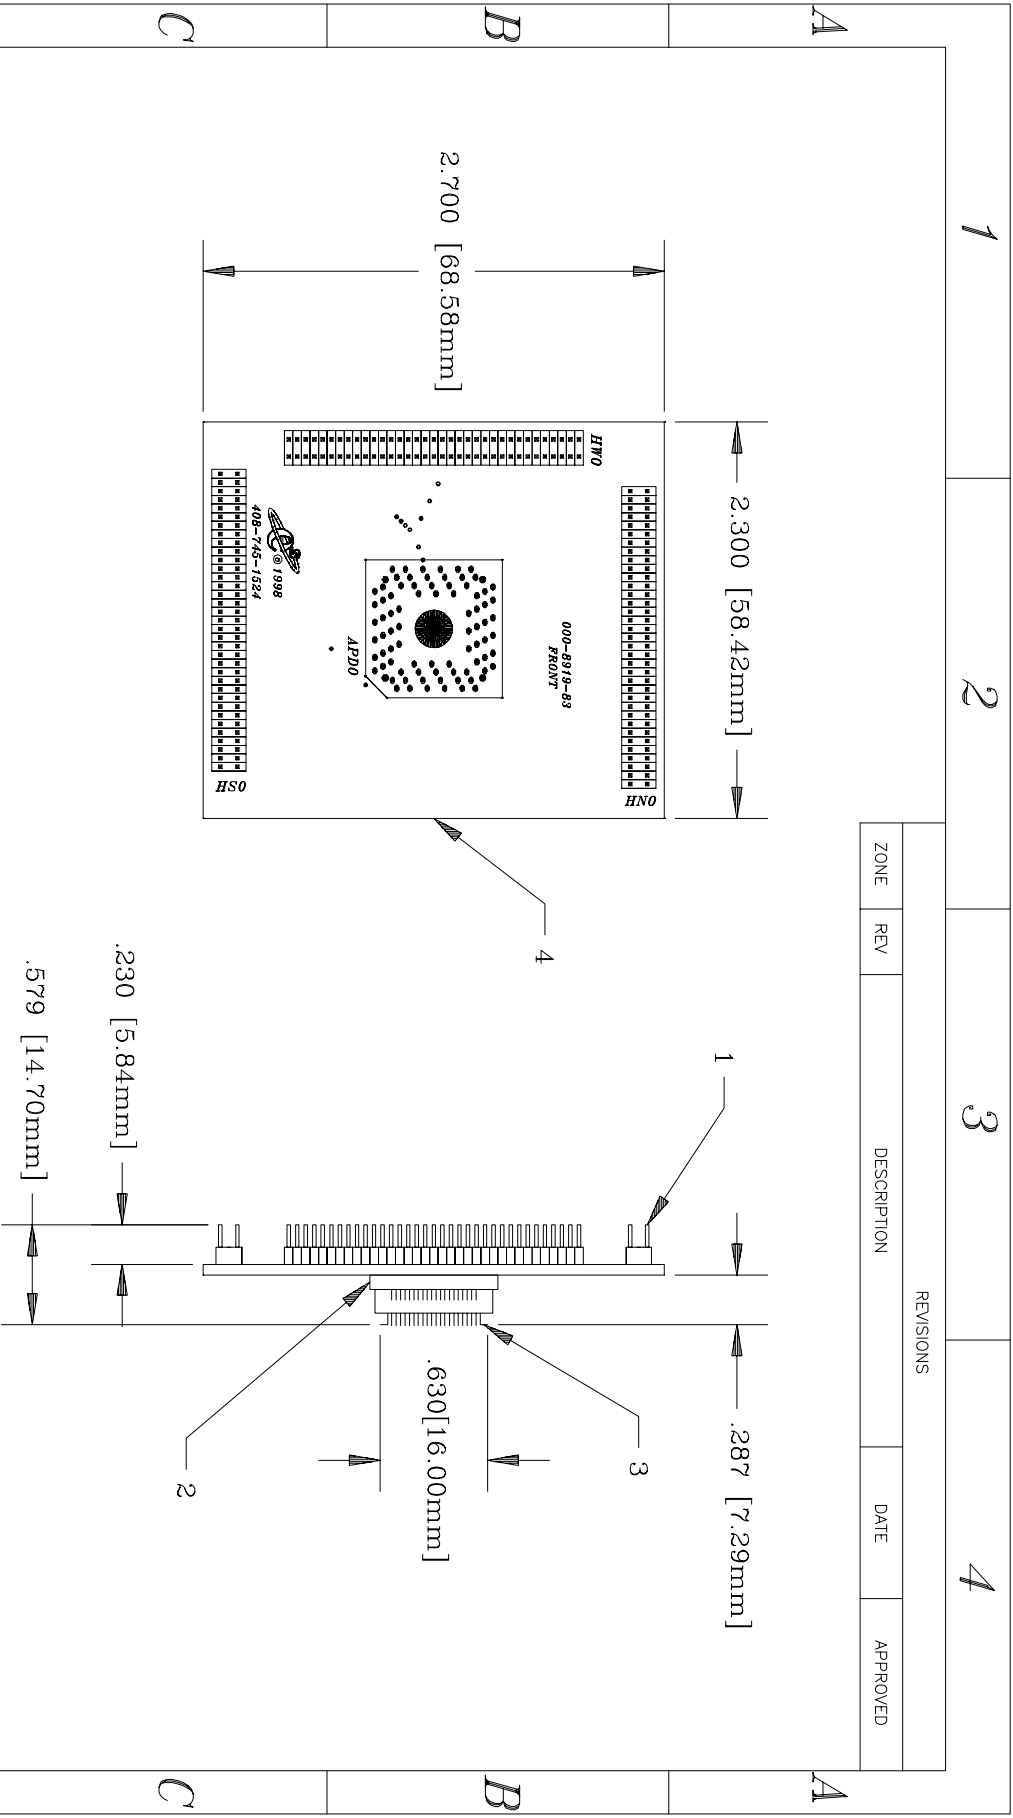 1
2
3
4
A
B
C
A
B
C
REVISIONS
ZONE
REV
DESCRIPTION
DATE
APPROVED
2.300 [58.42mm]
2.700 [68.58mm]
HN0
HW0
000-8919-83
FRONT
APD0
© 1998
408-745-1524
HS0
4
1
.287 [7.29mm]
3
.630[16.00mm]
2
.230 [5.84mm]
.579 [14.70mm]